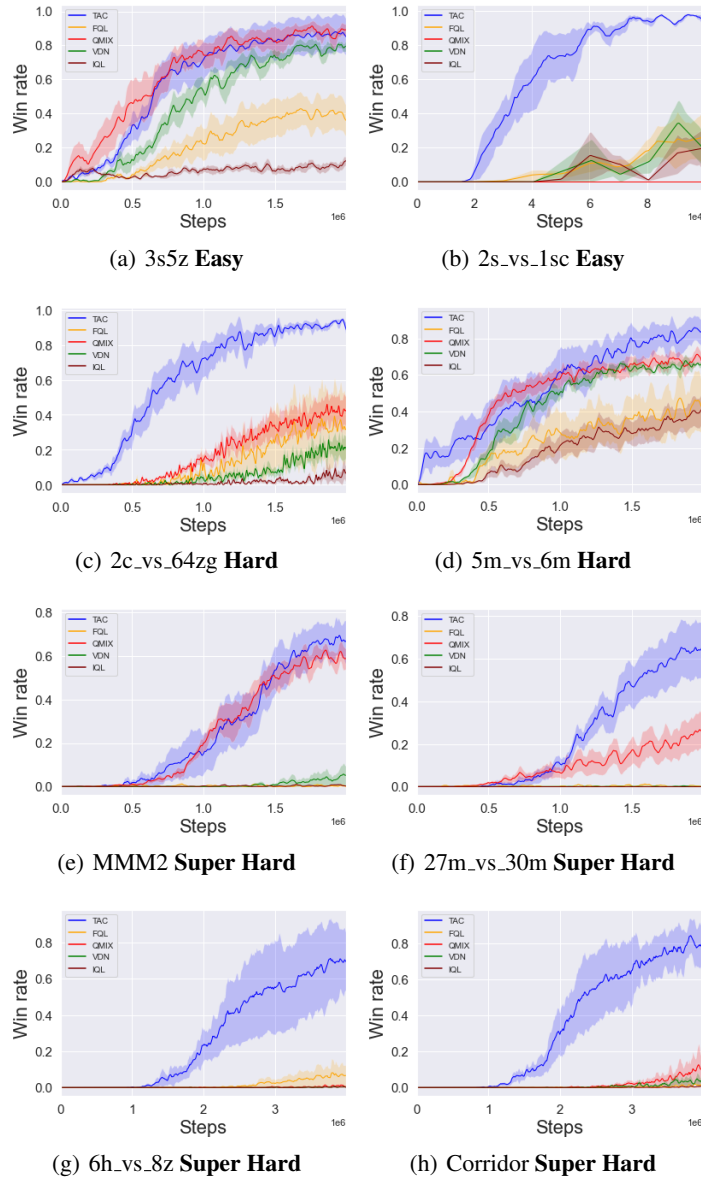 1.0
0.8
0.6
0.4
0.2
0.0
Win rate
TAC
FQL
QMIX
VDN
IQL
0.0 0.5 1.0 1.5 2.0
Steps 1e6
(a) 3s5z Easy
1.0
0.8
0.6
0.4
0.2
0.0
Win rate
TAC
FQL
QMIX
VDN
IQL
0 2 4 6 8
Steps 1e4
(b) 2s_vs_1sc Easy
1.0
0.8
0.6
0.4
0.2
0.0
Win rate
TAC
FQL
QMIX
VDN
IQL
0.0 0.5 1.0 1.5 2.0
Steps 1e6
(c) 2c_vs_64zg Hard
0.8
0.6
0.4
0.2
0.0
Win rate
TAC
FQL
QMIX
VDN
IQL
0.0 0.5 1.0 1.5 2.0
Steps 1e6
(d) 5m_vs_6m Hard
0.8
0.6
0.4
0.2
0.0
Win rate
TAC
FQL
QMIX
VDN
IQL
0.0 0.5 1.0 1.5 2.0
Steps 1e6
(e) MMM2 Super Hard
0.8
0.6
0.4
0.2
0.0
Win rate
TAC
FQL
QMIX
VDN
IQL
0.0 0.5 1.0 1.5 2.0
Steps 1e6
(f) 27m_vs_30m Super Hard
0.8
0.6
0.4
0.2
0.0
Win rate
TAC
FQL
QMIX
VDN
IQL
0 1 2 3 4
Steps 1e6
(g) 6h_vs_8z Super Hard
0.8
0.6
0.4
0.2
0.0
Win rate
TAC
FQL
QMIX
VDN
IQL
0 1 2 3 4
Steps 1e6
(h) Corridor Super Hard